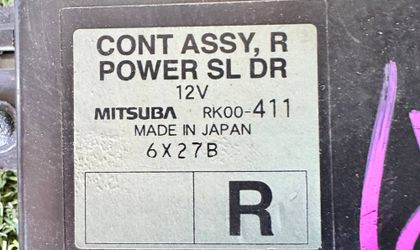 CONT ASSY, R
POWER SL DR
12V
MITSUBA RK00-411
MADE IN JAPAN
6X27B
R